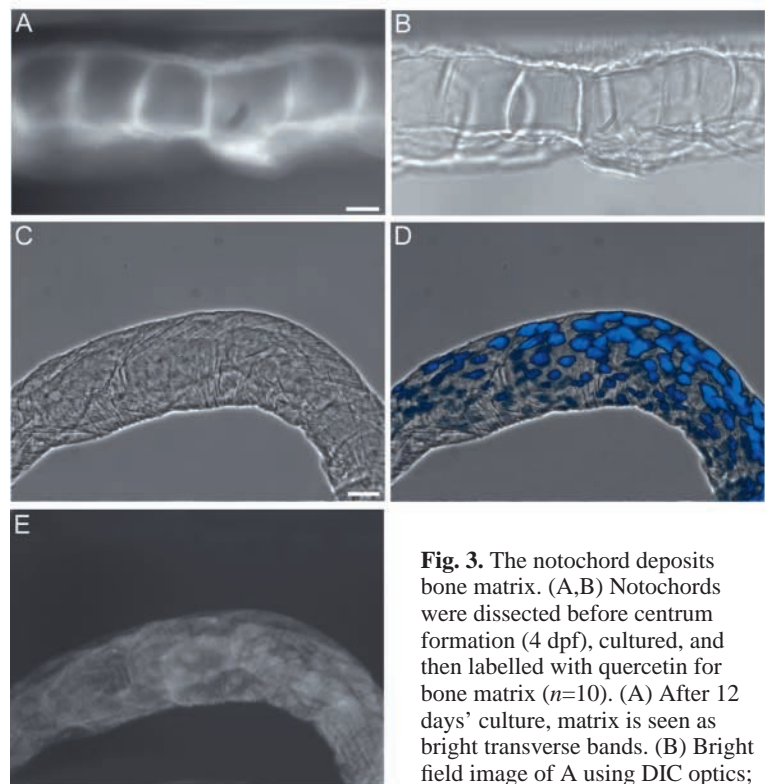 A
B
C
D
E
Fig. 3. The notochord deposits
bone matrix. (A,B) Notochords
were dissected before centrum
formation (4 dpf), cultured, and
then labelled with quercetin for
bone matrix (n=10). (A) After 12
days’ culture, matrix is seen as
bright transverse bands. (B) Bright
field image of A using DIC optics;